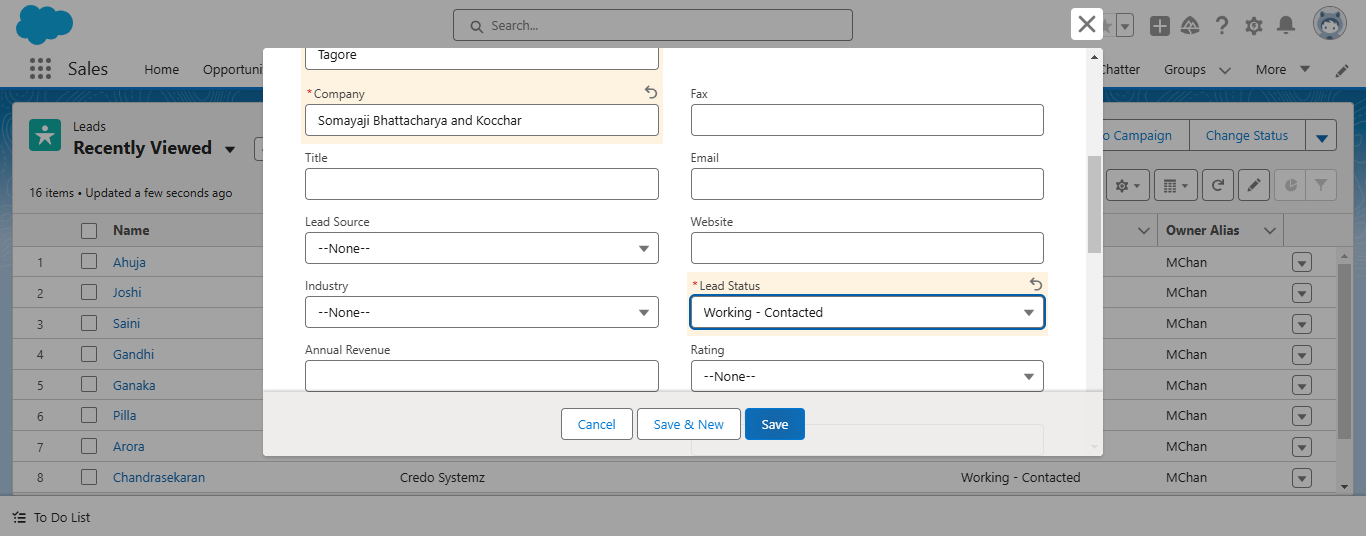 salesforce
Search...
Sales
Home
Opportuni
Chatter
Groups
More
Leads
Recently Viewed
o Campaign
Change Status
16 items • Updated a few seconds ago
Tagore
*Company
Somayaji Bhattacharya and Kocchar
Fax
Title
Email
Lead Source
--None--
Website
Industry
--None--
*Lead Status
Working - Contacted
Annual Revenue
Rating
--None--
Cancel
Save & New
Save
Name
Owner Alias
1 Ahuja MChan
2 Joshi MChan
3 Saini MChan
4 Gandhi MChan
5 Ganaka MChan
6 Pilla MChan
7 Arora MChan
8 Chandrasekaran Credo Systemz Working - Contacted MChan
To Do List